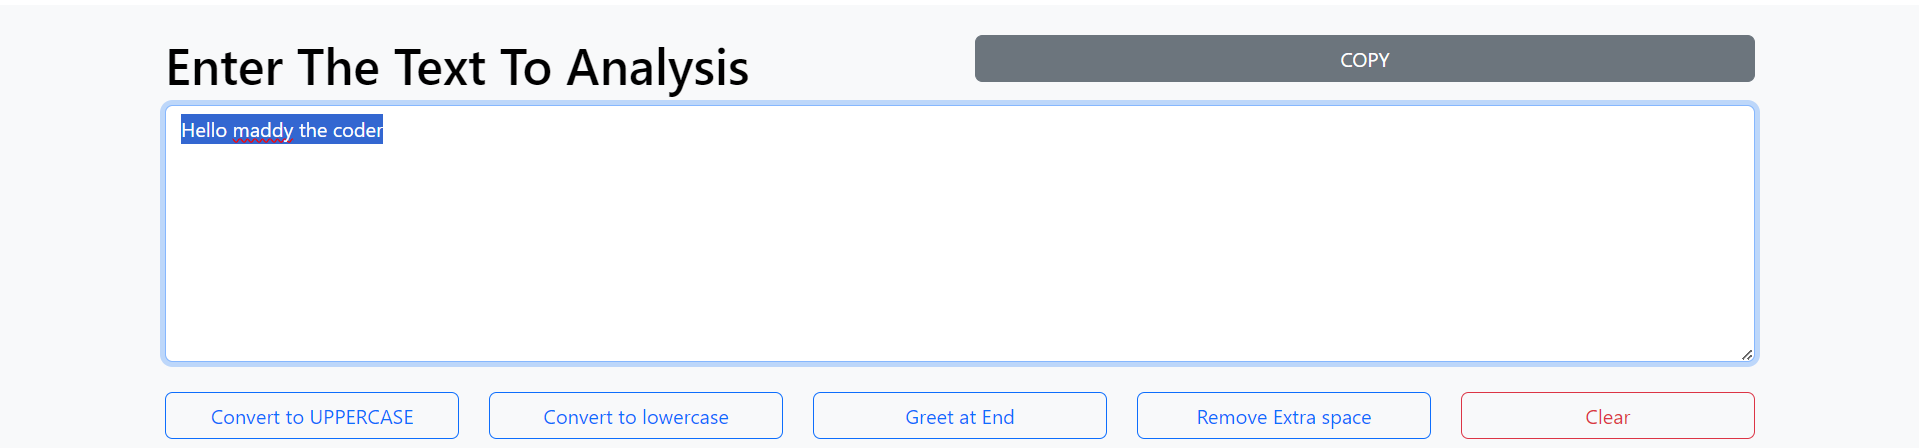 Enter The Text To Analysis
COPY
Hello maddy the coder
Convert to UPPERCASE
Convert to lowercase
Greet at End
Remove Extra space
Clear